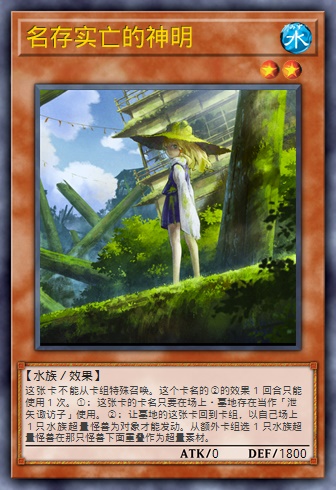 名存实亡的神明
水
【水族／效果】
这张卡不能从卡组特殊召唤。这个卡名的②的效果1回合只能
使用1次。①：这张卡的卡名只要在场上·墓地存在当作「泄
矢诹访子」使用。②：让墓地的这张卡回到卡组，以自己场上
1只水族超量怪兽为对象才能发动。从额外卡组选1只水族超
量怪兽在那只怪兽下面重叠作为超量素材。
ATK/0 DEF/1800